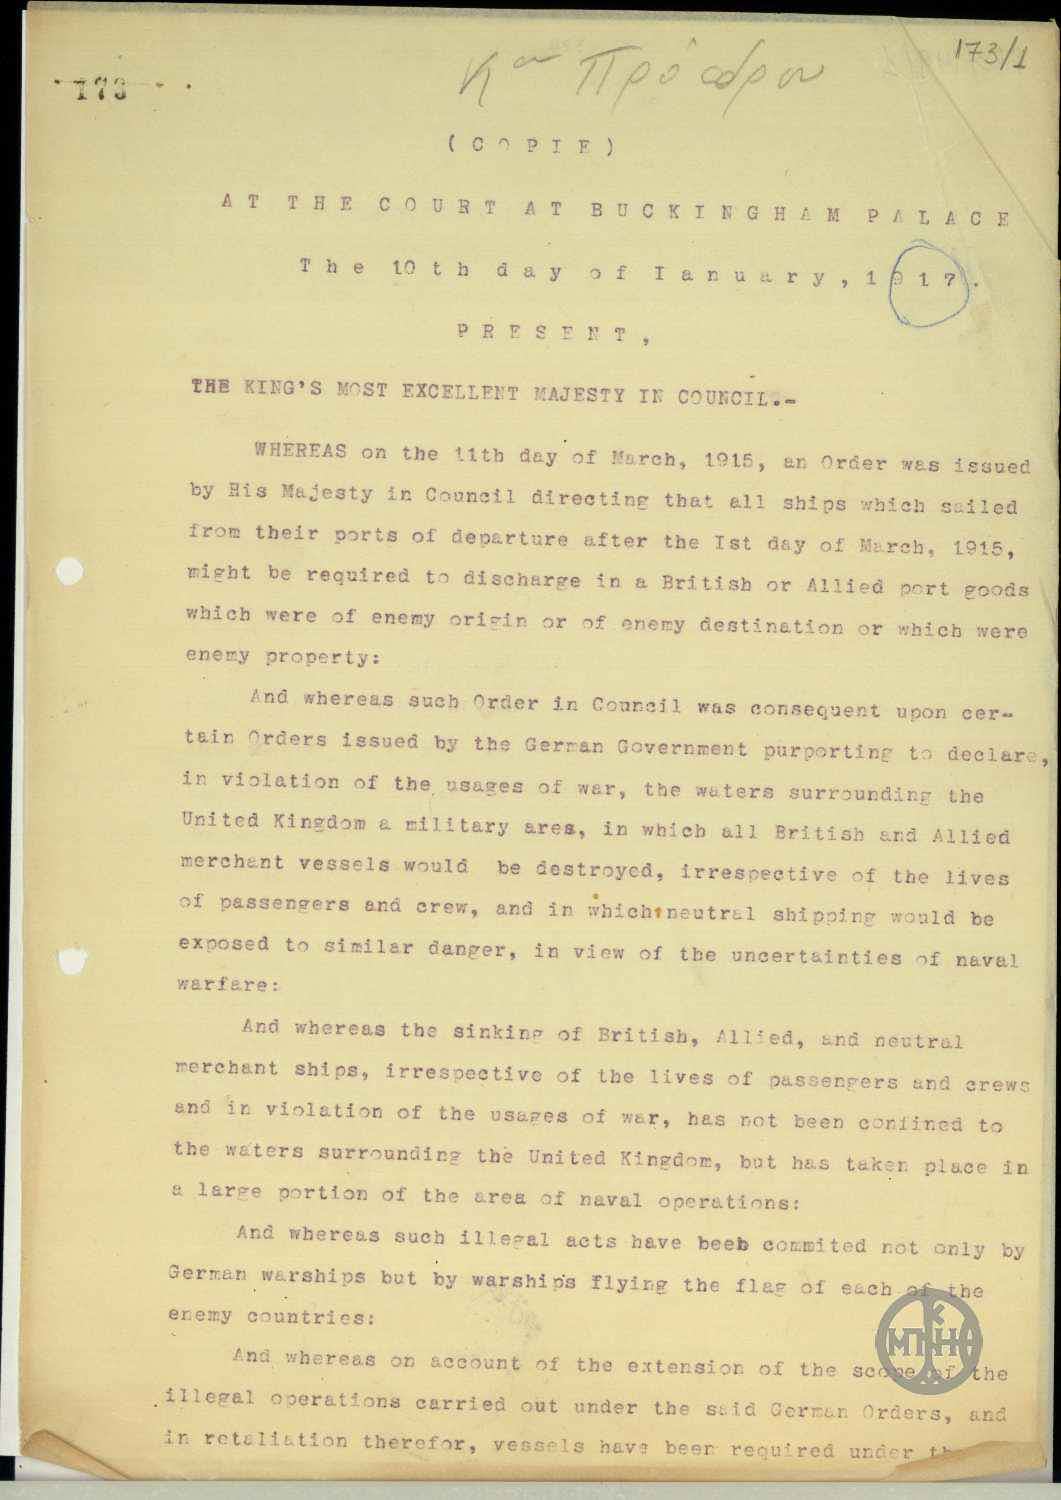 173/1
173
Κον Πρόεδρον
(COPIE)
AT THE COURT AT BUCKINGHAM PALACE
The 10th day of Ianuary, 1917.
PRESENT,
THE KING'S MOST EXCELLENT MAJESTY IN COUNCIL.-
WHEREAS on the 11th day of March, 1915, an Order was issued
by His Majesty in Council directing that all ships which sailed
from their ports of departure after the Ist day of March, 1915,
might be required to discharge in a British or Allied port goods
which were of enemy origin or of enemy destination or which were
enemy property:
And whereas such Order in Council was consequent upon cer-
tain Orders issued by the German Government purporting to declare,
in violation of the usages of war, the waters surrounding the
United Kingdom a military area, in which all British and Allied
merchant vessels would be destroyed, irrespective of the lives
of passengers and crew, and in which neutral shipping would be
exposed to similar danger, in view of the uncertainties of naval
warfare:
And whereas the sinking of British, Allied, and neutral
merchant ships, irrespective of the lives of passengers and crews
and in violation of the usages of war, has not been confined to
the waters surrounding the United Kingdom, but has taken place in
a large portion of the area of naval operations:
And whereas such illegal acts have beeb commited not only by
German warships but by warships flying the flag of each of the
enemy countries:
And whereas on account of the extension of the scope of the
illegal operations carried out under the said German Orders, and
in retaliation therefor, vessels have been required under